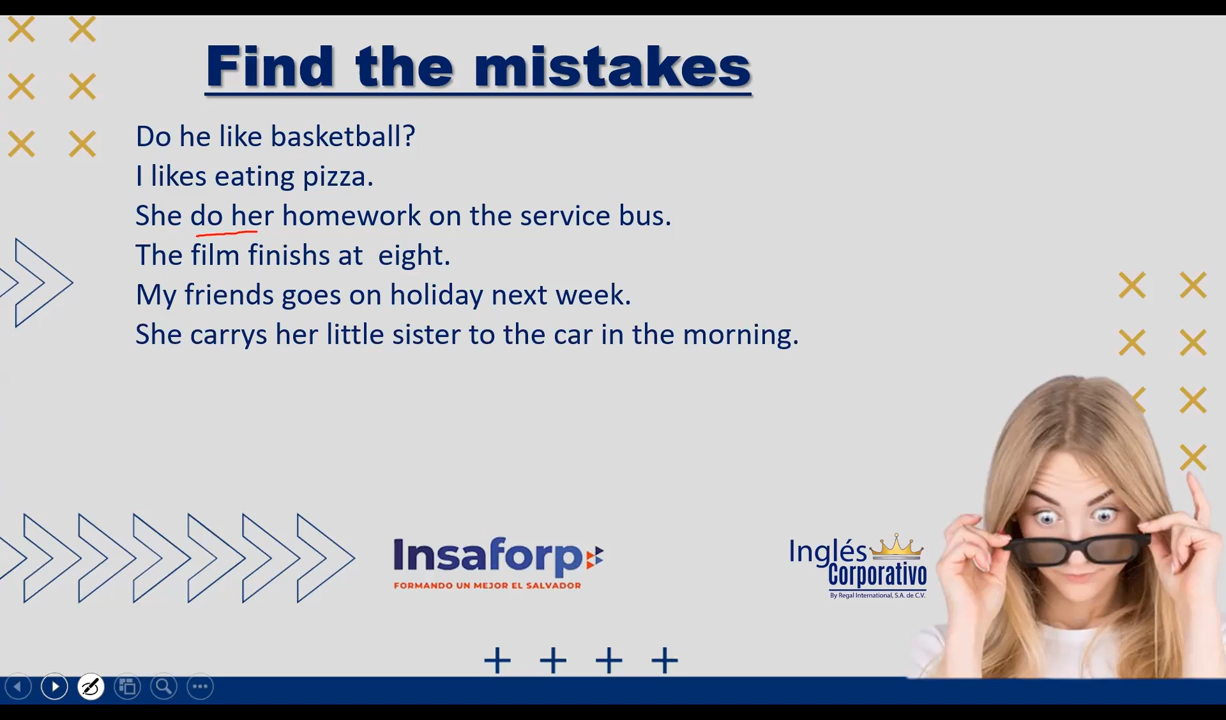 Find the mistakes
Do he like basketball?
I likes eating pizza.
She do her homework on the service bus.
The film finishs at  eight.
My friends goes on holiday next week.
She carrys her little sister to the car in the morning.
Insaforp
FORMANDO UN MEJOR EL SALVADOR
Inglés
Corporativo
By Regal International, S.A. de C.V.